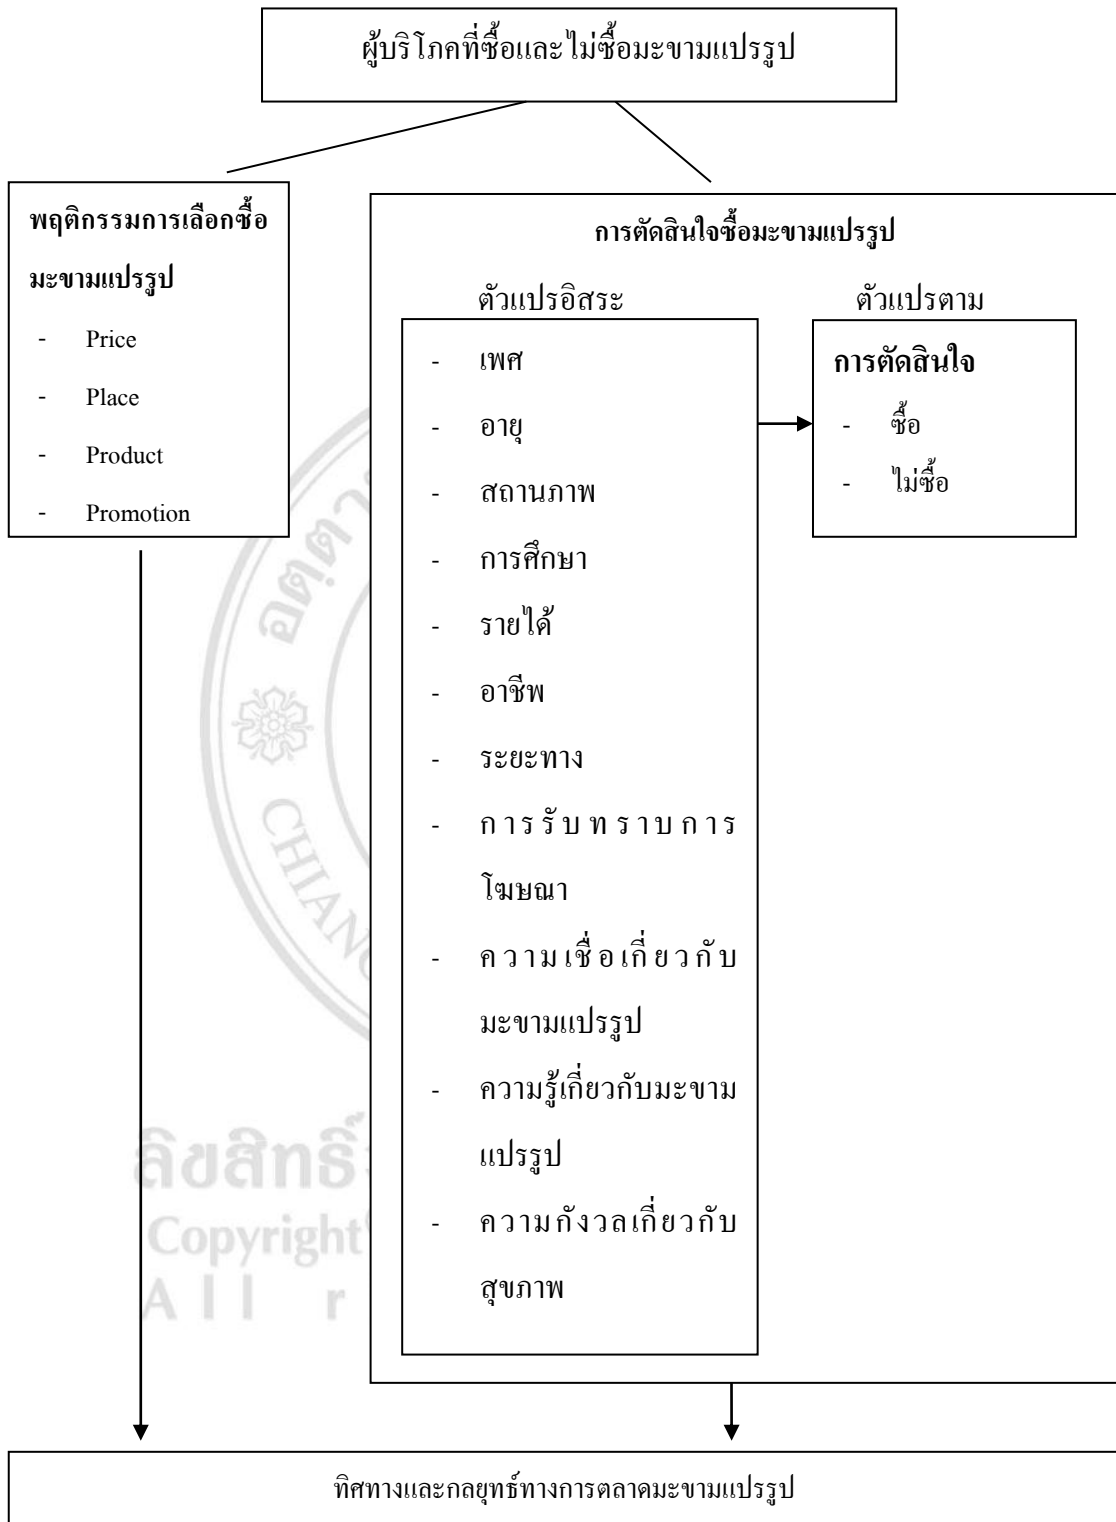 ผู้บริโภคที่ซื้อและไม่ซื้อมะขามแปรรูป
พฤติกรรมการเลือกซื้อ
มะขามแปรรูป
- Price
- Place
- Product
- Promotion
การตัดสินใจซื้อมะขามแปรรูป
ตัวแปรอิสระ
- เพศ
- อายุ
- สถานภาพ
- การศึกษา
- รายได้
- อาชีพ
- ระยะทาง
- การรับทราบการ
โฆษณา
- ความเชื่อเกี่ยวกับ
มะขามแปรรูป
- ความรู้เกี่ยวกับมะขาม
แปรรูป
- ความกังวลเกี่ยวกับ
สุขภาพ
ตัวแปรตาม
การตัดสินใจ
- ซื้อ
- ไม่ซื้อ
ทิศทางและกลยุทธ์ทางการตลาดมะขามแปรรูป
CHIANG
ลิขสิทธิ์
Copyright
All r